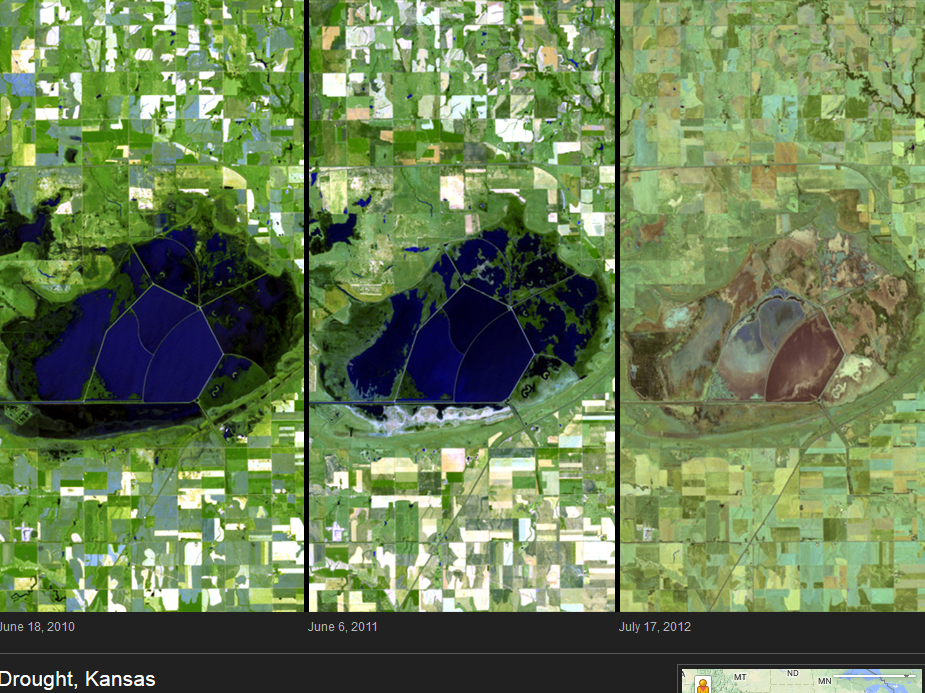 June 18, 2010
June 6, 2011
July 17, 2012
Drought, Kansas
MT
ND
MN